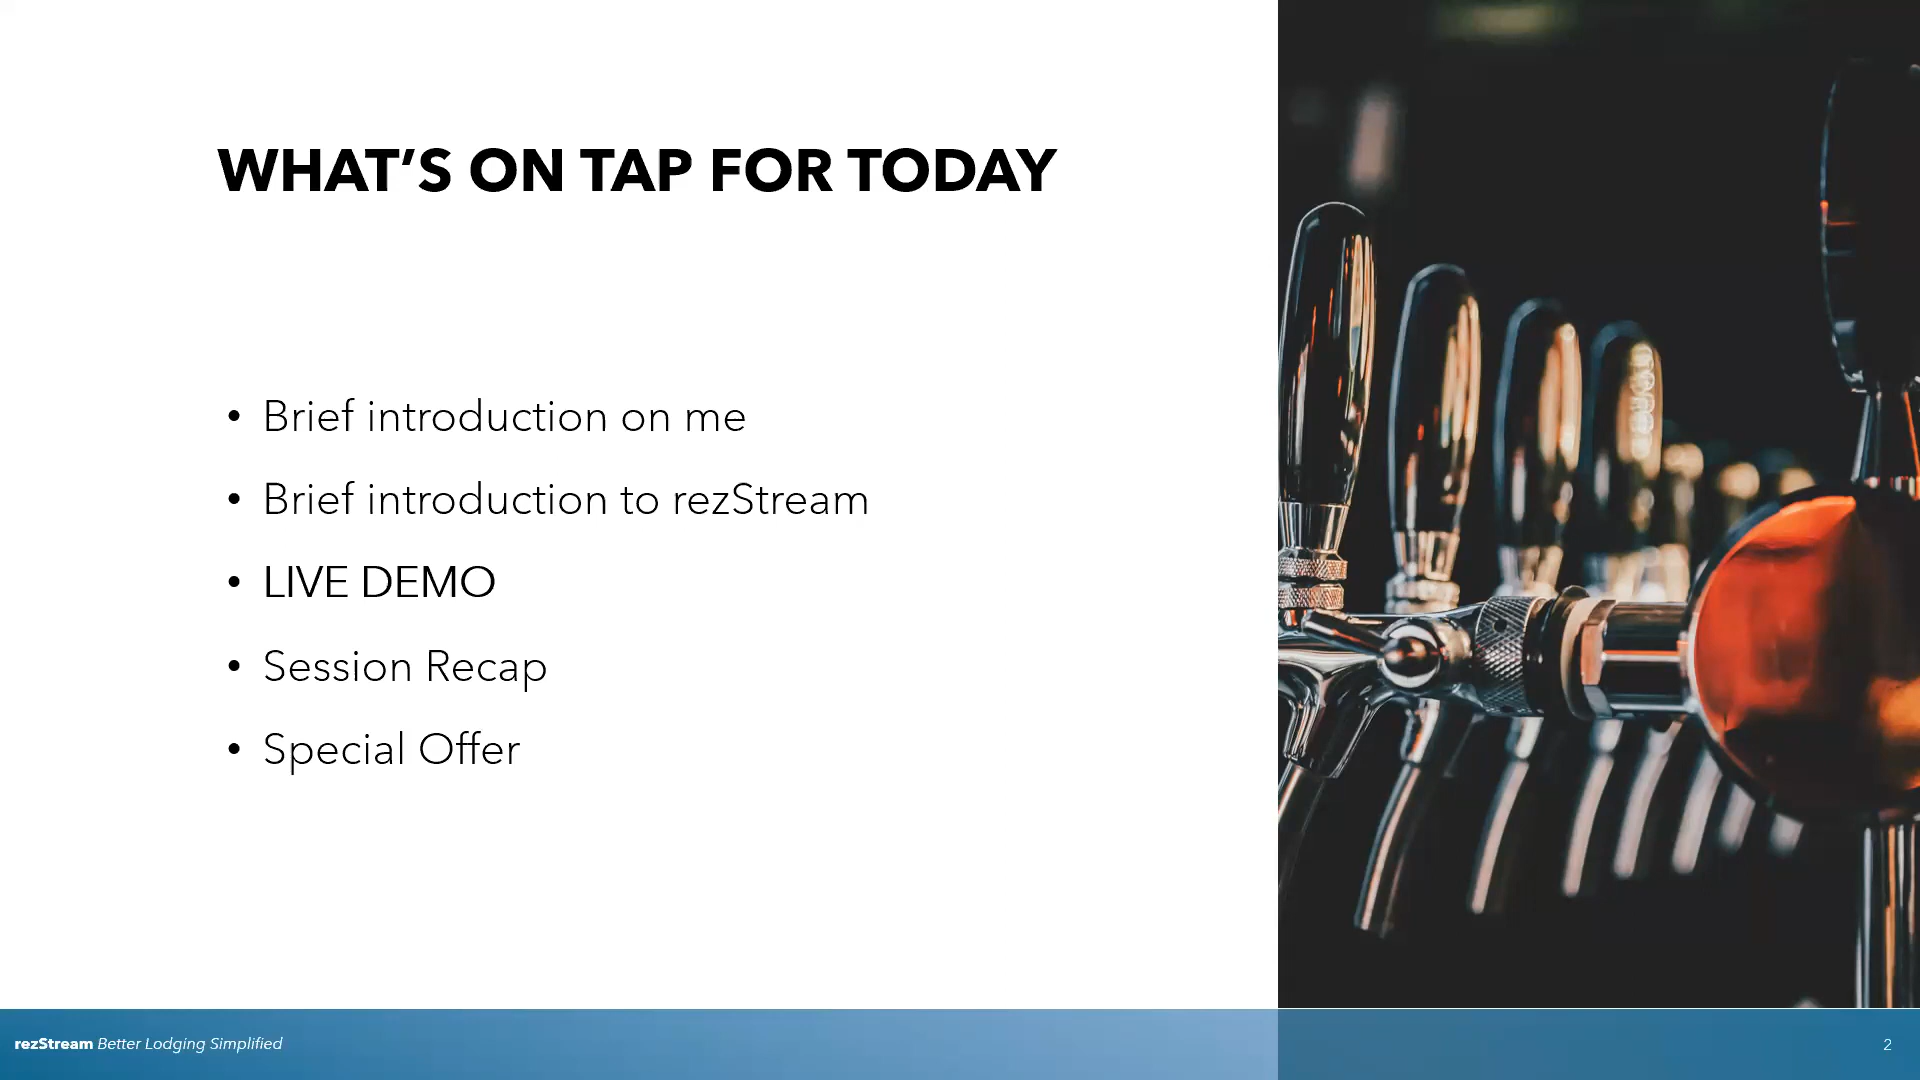 WHAT’S ON TAP FOR TODAY
• Brief introduction on me
• Brief introduction to rezStream
• LIVE DEMO
• Session Recap
• Special Offer
rezStream Better Lodging Simplified
2